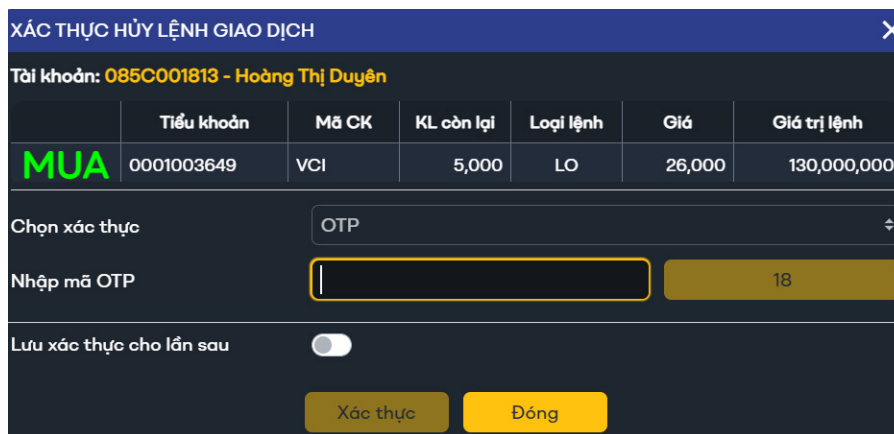 XÁC THỰC HỦY LỆNH GIAO DỊCH
Tài khoản: 085C001813 - Hoàng Thị Duyên
Tiểu khoản Mã CK KL còn lại Loại lệnh Giá Giá trị lệnh
MUA 0001003649 VCI 5,000 LO 26,000 130,000,000
Chọn xác thực OTP
Nhập mã OTP 18
Lưu xác thực cho lần sau
Xác thực Đóng